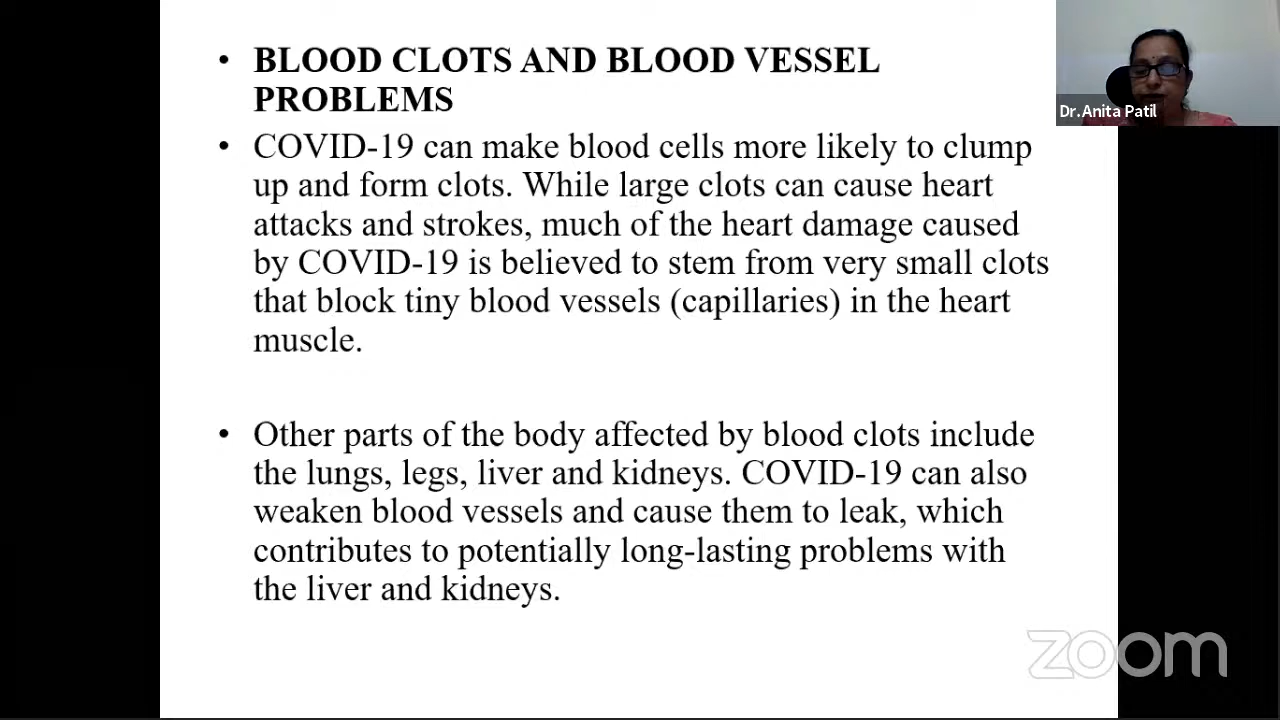 • BLOOD CLOTS AND BLOOD VESSEL
PROBLEMS
• COVID-19 can make blood cells more likely to clump
up and form clots. While large clots can cause heart
attacks and strokes, much of the heart damage caused
by COVID-19 is believed to stem from very small clots
that block tiny blood vessels (capillaries) in the heart
muscle.
• Other parts of the body affected by blood clots include
the lungs, legs, liver and kidneys. COVID-19 can also
weaken blood vessels and cause them to leak, which
contributes to potentially long-lasting problems with
the liver and kidneys.
Dr.Anita Patil
zoom